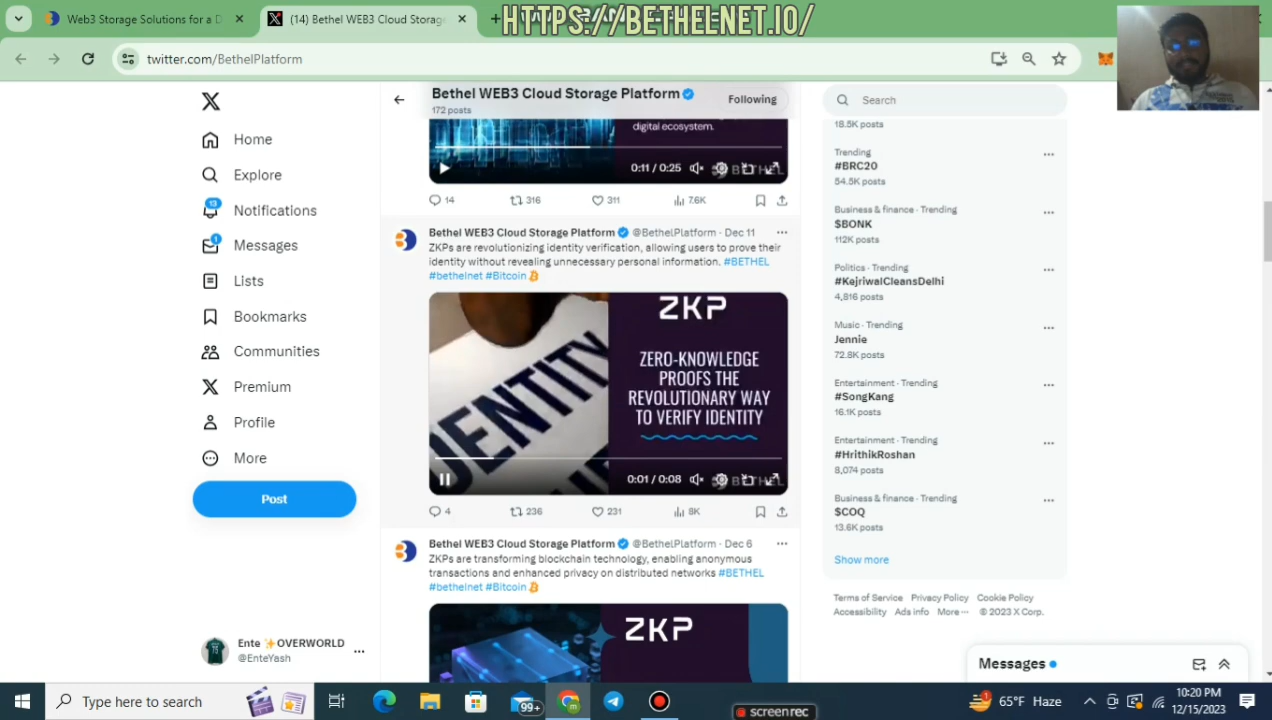 HTTPS://BETHELNET.IO/
Web3 Storage Solutions for a D
(14) Bethel WEB3 Cloud Storage
twitter.com/BethelPlatform
Bethel WEB3 Cloud Storage Platform
172 posts
Following
Search
Home
Explore
13
Notifications
1
Messages
Lists
Bookmarks
Communities
Premium
Profile
More
Post
Ente ✨OVERWORLD
@EnteYash
digital ecosystem.
0:11 / 0:25
BETHEL
14
316
311
7.6K
Bethel WEB3 Cloud Storage Platform @BethelPlatform · Dec 11
ZKPs are revolutionizing identity verification, allowing users to prove their
identity without revealing unnecessary personal information. #BETHEL
#bethelnet #Bitcoin
IDENTITY
ZKP
ZERO-KNOWLEDGE
PROOFS THE
REVOLUTIONARY WAY
TO VERIFY IDENTITY
0:01 / 0:08
BETHEL
4
236
231
8K
Bethel WEB3 Cloud Storage Platform @BethelPlatform · Dec 6
ZKPs are transforming blockchain technology, enabling anonymous
transactions and enhanced privacy on distributed networks #BETHEL
#bethelnet #Bitcoin
ZKP
18.5K posts
Trending
#BRC20
54.5K posts
Business & finance · Trending
$BONK
112K posts
Politics · Trending
#KejriwalCleansDelhi
4,816 posts
Music · Trending
Jennie
72.8K posts
Entertainment · Trending
#SongKang
16.1K posts
Entertainment · Trending
#HrithikRoshan
8,074 posts
Business & finance · Trending
$COQ
13.6K posts
Show more
Terms of Service Privacy Policy Cookie Policy
Accessibility Ads info More ··· © 2023 X Corp.
Messages
Type here to search
99+
screenrec
1
65°F Haze
10:20 PM
12/15/2023